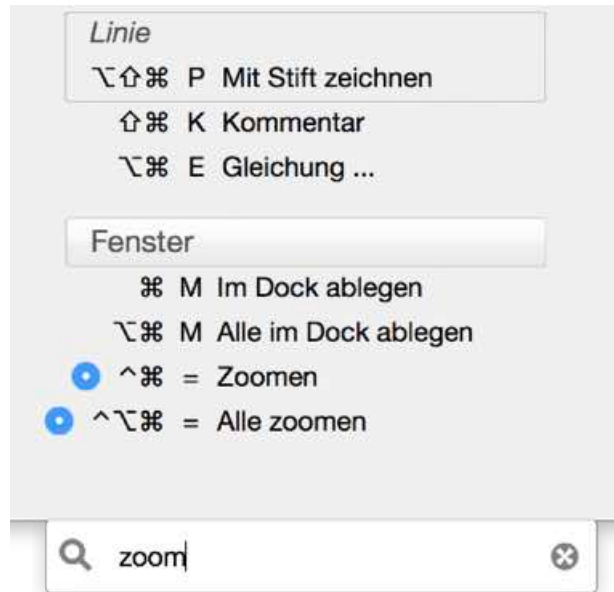 Linie
⌥⇧⌘ P Mit Stift zeichnen
⇧⌘ K Kommentar
⌥⌘ E Gleichung ...
Fenster
⌘ M Im Dock ablegen
⌥⌘ M Alle im Dock ablegen
^⌘ = Zoomen
^⌥⌘ = Alle zoomen
zoom